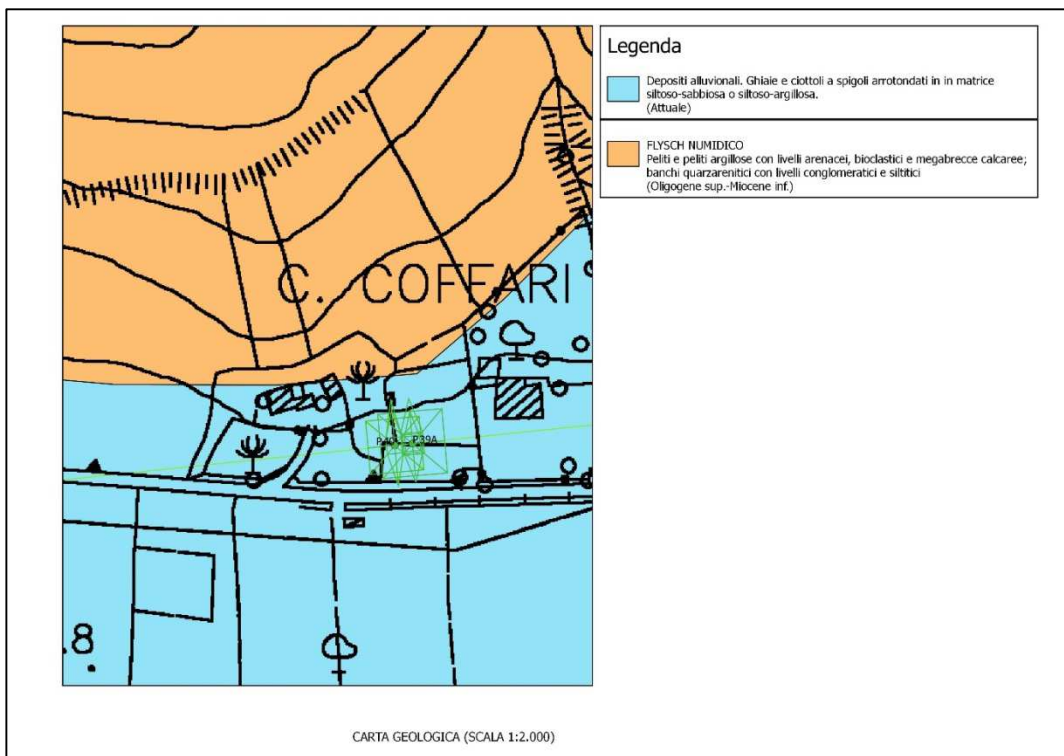 Legenda
Depositi alluvionali. Ghiaie e ciottoli a spigoli arrotondati in in matrice
siltoso-sabbiosa o siltoso-argillosa.
(Attuale)
FLYSCH NUMIDICO
Peliti e peliti argillose con livelli arenacei, bioclastici e megabrecce calcaree;
banchi quarzarenitici con livelli conglomeratici e siltitici
(Oligogene sup.-Miocene inf.)
C. COFFARI
P.39A
.8
CARTA GEOLOGICA (SCALA 1:2.000)